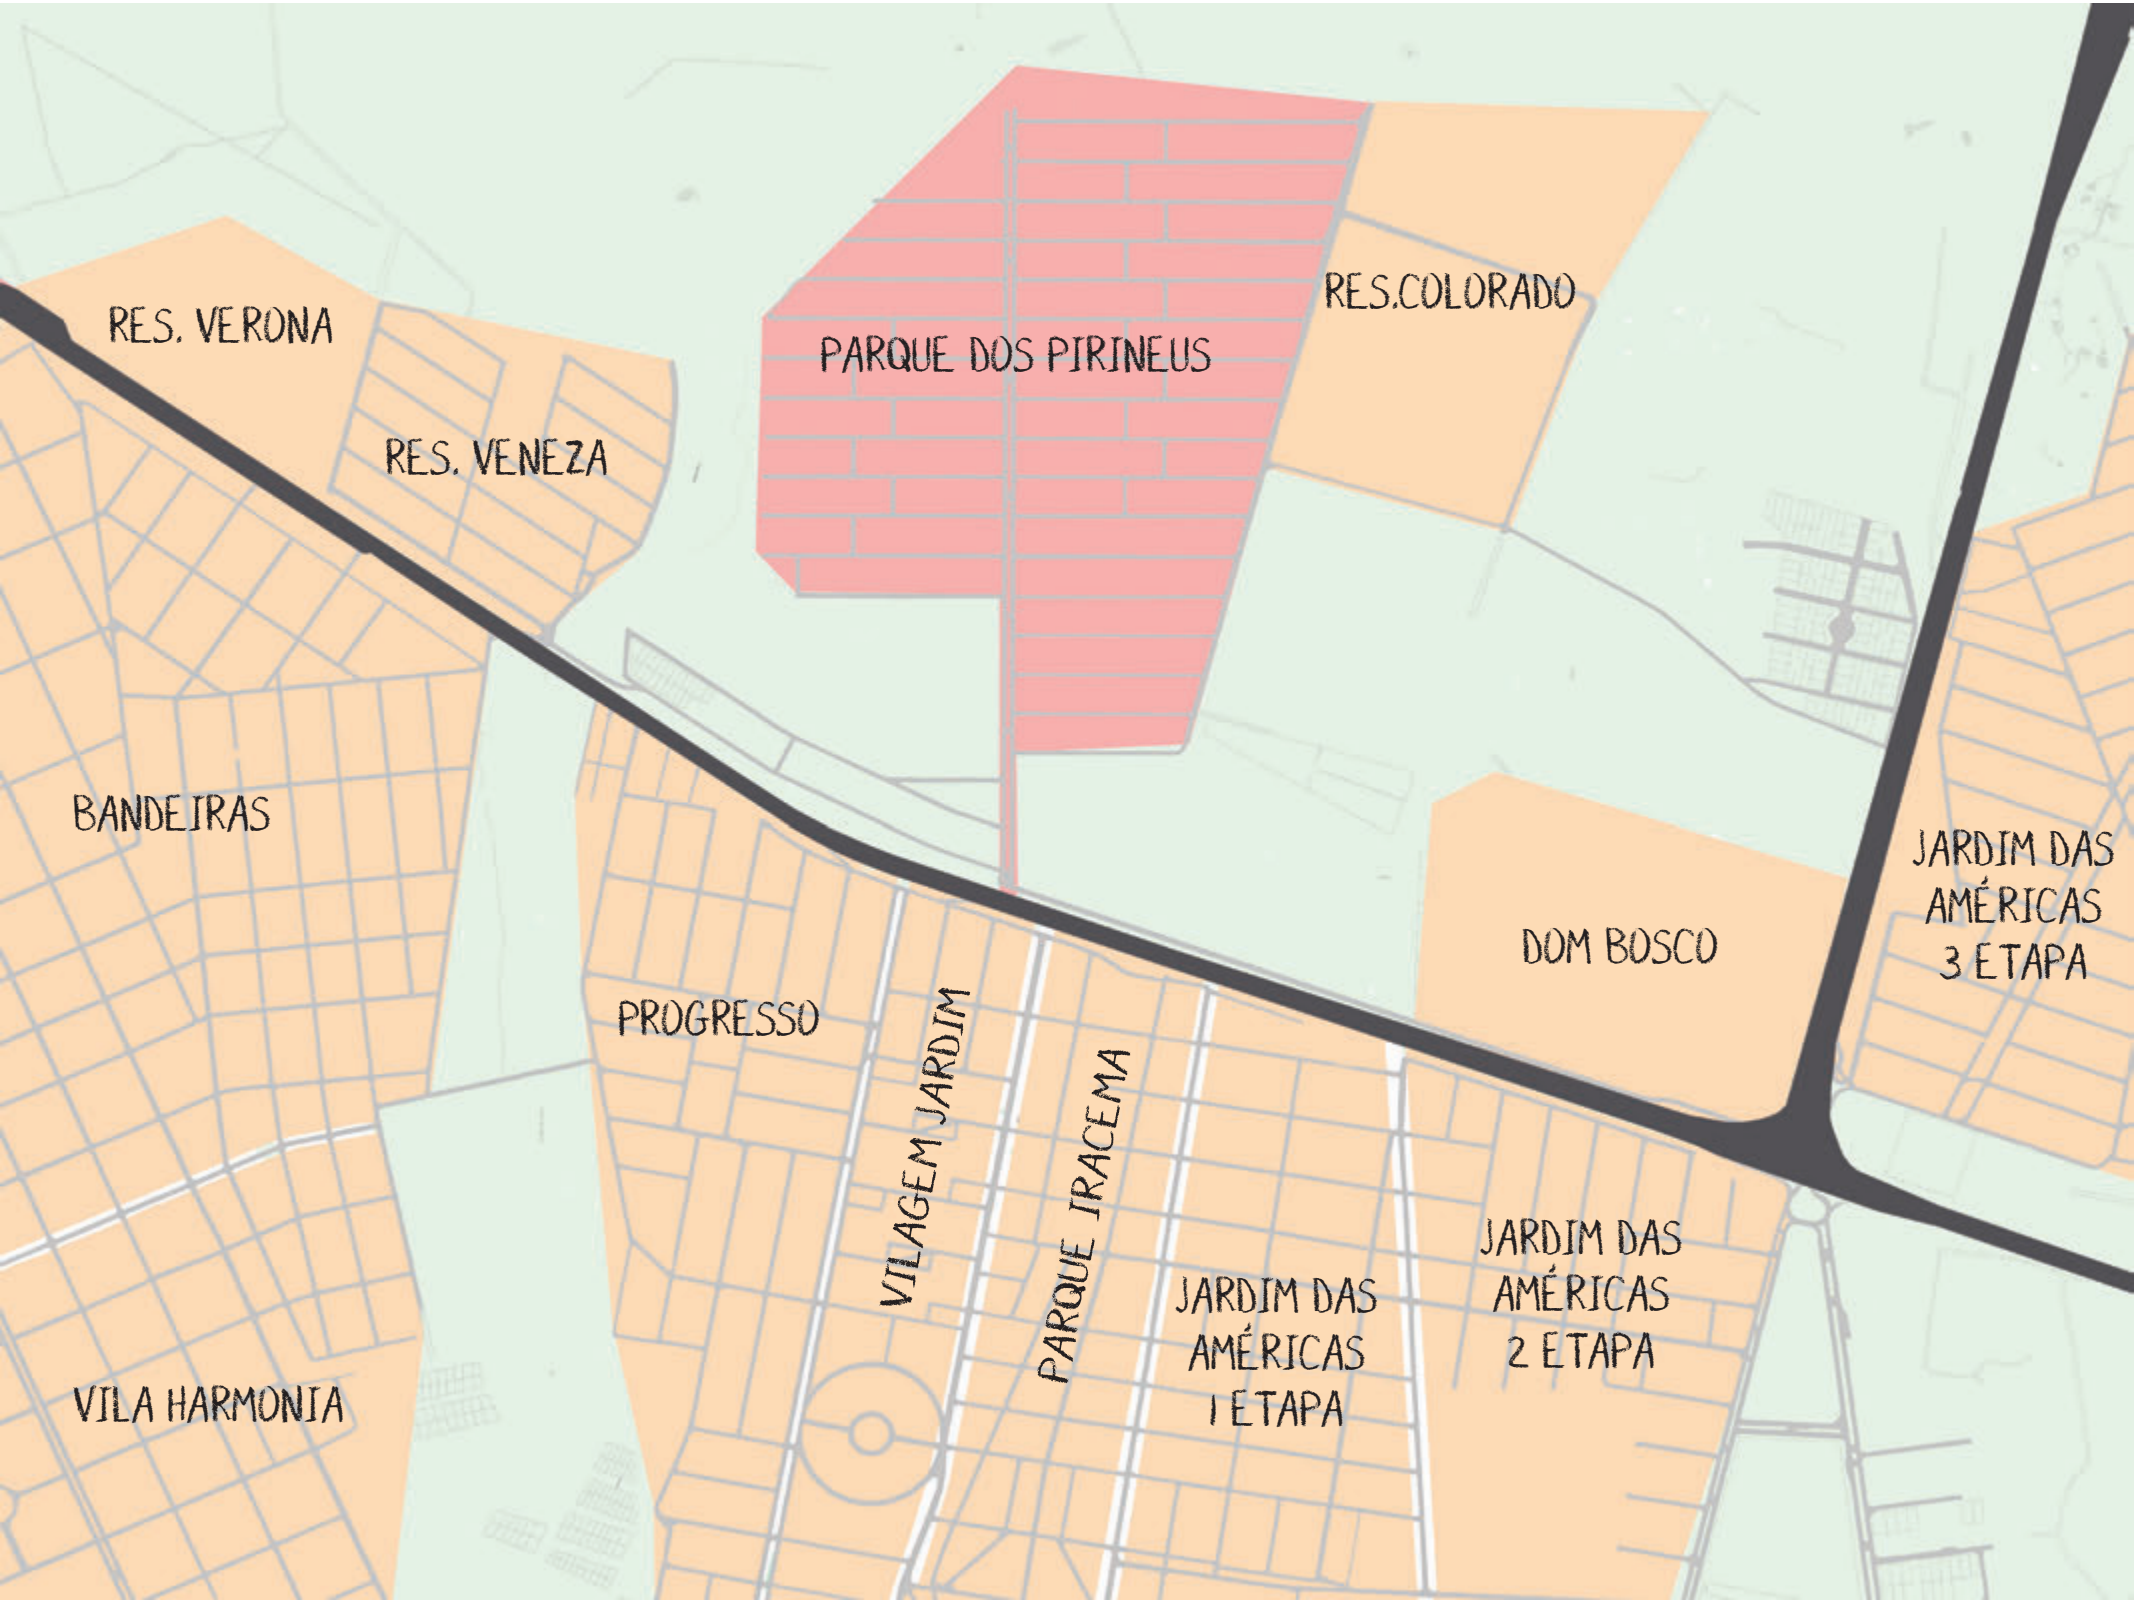 RES.COLORADO
RES. VERONA
PARQUE DOS PIRINEUS
RES. VENEZA
BANDEIRAS
JARDIM DAS
AMÉRICAS
3 ETAPA
DOM BOSCO
PROGRESSO
VILAGEM JARDIM
PARQUE IRACEMA
JARDIM DAS
AMÉRICAS
2 ETAPA
JARDIM DAS
AMÉRICAS
1 ETAPA
VILA HARMONIA